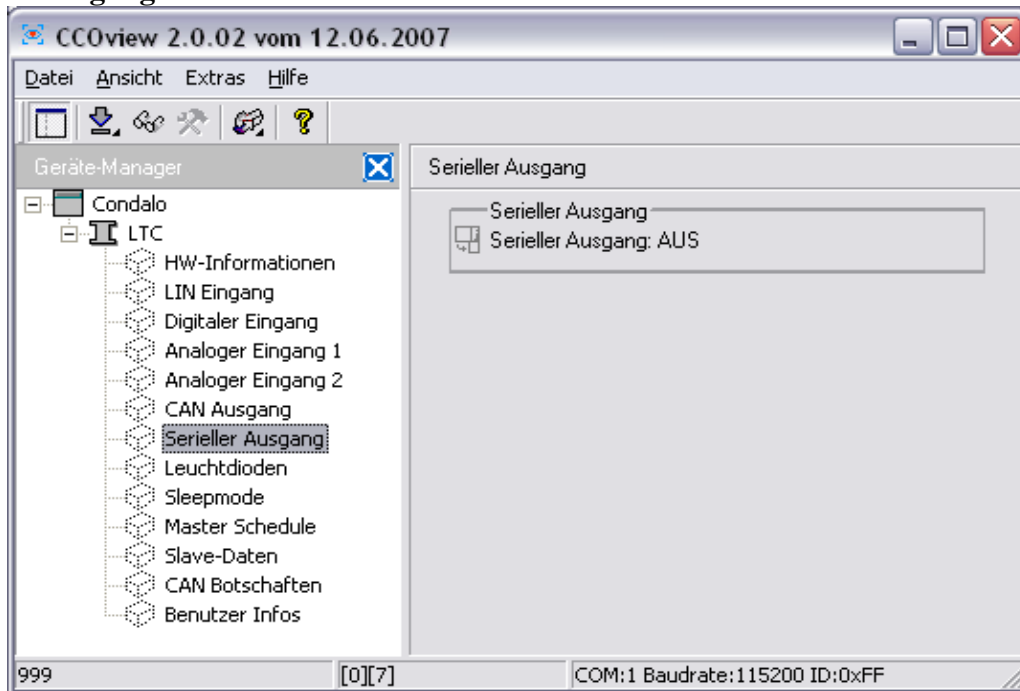 CCOview 2.0.02 vom 12.06.2007
Datei Ansicht Extras Hilfe
Geräte-Manager
Condalo
LTC
HW-Informationen
LIN Eingang
Digitaler Eingang
Analoger Eingang 1
Analoger Eingang 2
CAN Ausgang
Serieller Ausgang
Leuchtdioden
Sleepmode
Master Schedule
Slave-Daten
CAN Botschaften
Benutzer Infos
Serieller Ausgang
Serieller Ausgang
Serieller Ausgang: AUS
999 [0][7] COM:1 Baudrate:115200 ID:0xFF